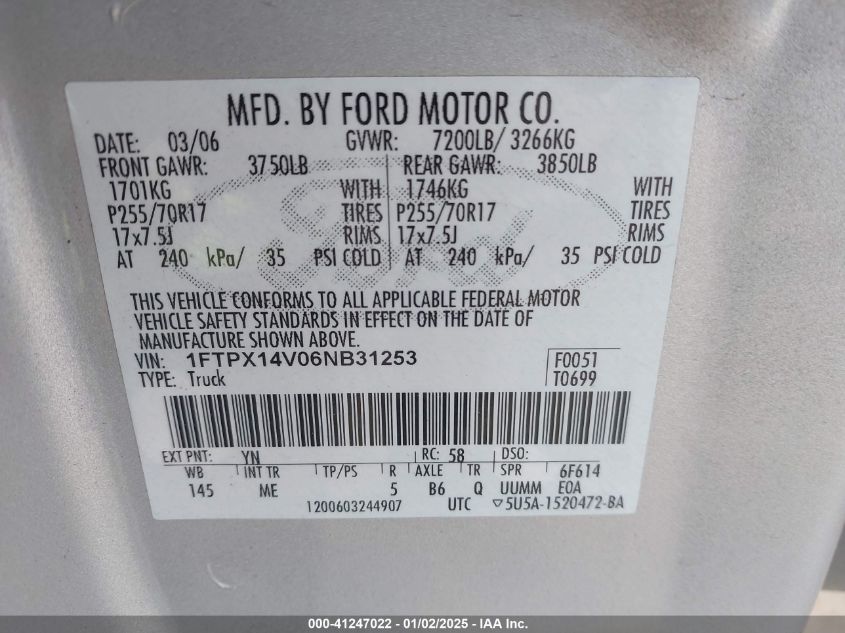 MFD. BY FORD MOTOR CO.
DATE: 03/06 GVWR: 7200LB/ 3266KG
FRONT GAWR: 3750LB REAR GAWR: 3850LB
1701KG WITH 1746KG WITH
P255/70R17 TIRES P255/70R17 TIRES
17x7.5J RIMS 17x7.5J RIMS
AT 240 kPa/ 35 PSI COLD AT 240 kPa/ 35 PSI COLD
Ford
THIS VEHICLE CONFORMS TO ALL APPLICABLE FEDERAL MOTOR
VEHICLE SAFETY STANDARDS IN EFFECT ON THE DATE OF
MANUFACTURE SHOWN ABOVE.
VIN: 1FTPX14V06NB31253 F0051
TYPE: Truck T0699
EXT PNT: YN RC: 58 DSO:
WB INT TR TP/PS R AXLE TR SPR 6F614
145 ME 5 B6 Q UUMM EOA
1200603244907 UTC ▽5U5A-1520472-BA
000-41247022 - 01/02/2025 - IAA Inc.